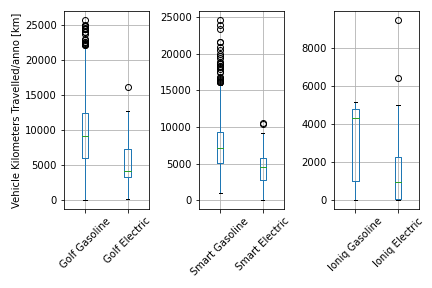 Vehicle Kilometers Travelled/anno [km]
25000
20000
15000
10000
5000
0
Golf Gasoline
Golf Electric
25000
20000
15000
10000
5000
0
Smart Gasoline
Smart Electric
8000
6000
4000
2000
0
Ioniq Gasoline
Ioniq Electric